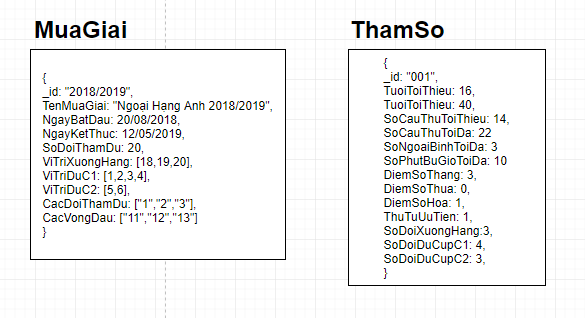 MuaGiai
{
_id: "2018/2019",
TenMuaGiai: "Ngoại Hạng Anh 2018/2019",
NgayBatDau: 20/08/2018,
NgayKetThuc: 12/05/2019,
SoDoiThamDu: 20,
ViTriXuongHang: [18,19,20],
ViTriDuC1: [1,2,3,4],
ViTriDuC2: [5,6],
CacDoiThamDu: ["1","2","3"],
CacVongDau: ["11","12","13"]
}
ThamSo
{
_id: "001",
TuoiToiThieu: 16,
TuoiToiThieu: 40,
SoCauThuToiThieu: 14,
SoCauThuToiDa: 22
SoNgoaiBinhToiDa: 3
SoPhutBuGioToiDa: 10
DiemSoThang: 3,
DiemSoThua: 0,
DiemSoHoa: 1,
ThuTuUuTien: 1,
SoDoiXuongHang:3,
SoDoiDuCupC1: 4,
SoDoiDuCupC2: 3,
}